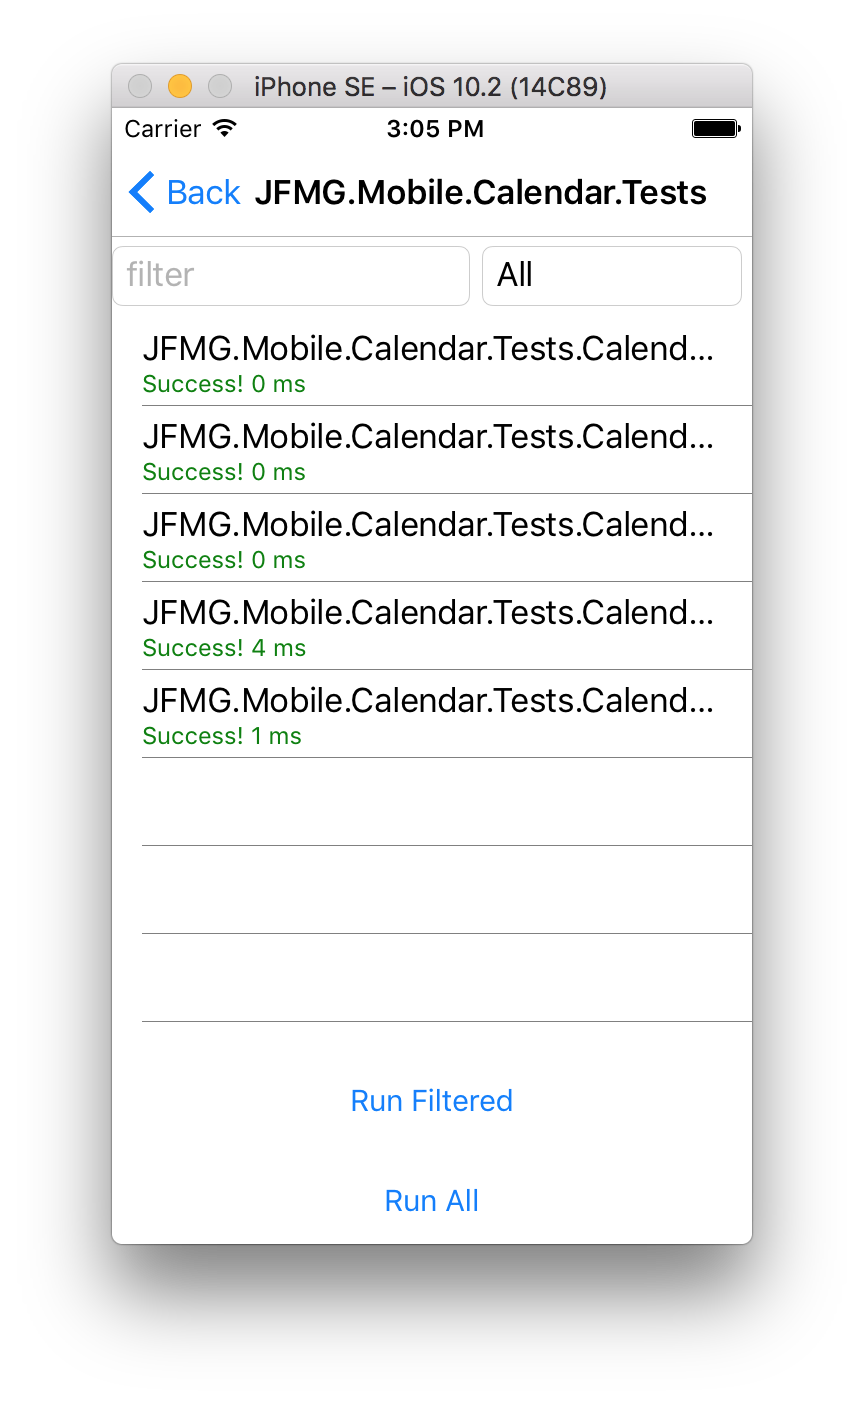 iPhone SE – iOS 10.2 (14C89)
Carrier 3:05 PM
Back JFMG.Mobile.Calendar.Tests
filter All
JFMG.Mobile.Calendar.Tests.Calend...
Success! 0 ms
JFMG.Mobile.Calendar.Tests.Calend...
Success! 0 ms
JFMG.Mobile.Calendar.Tests.Calend...
Success! 0 ms
JFMG.Mobile.Calendar.Tests.Calend...
Success! 4 ms
JFMG.Mobile.Calendar.Tests.Calend...
Success! 1 ms
Run Filtered
Run All